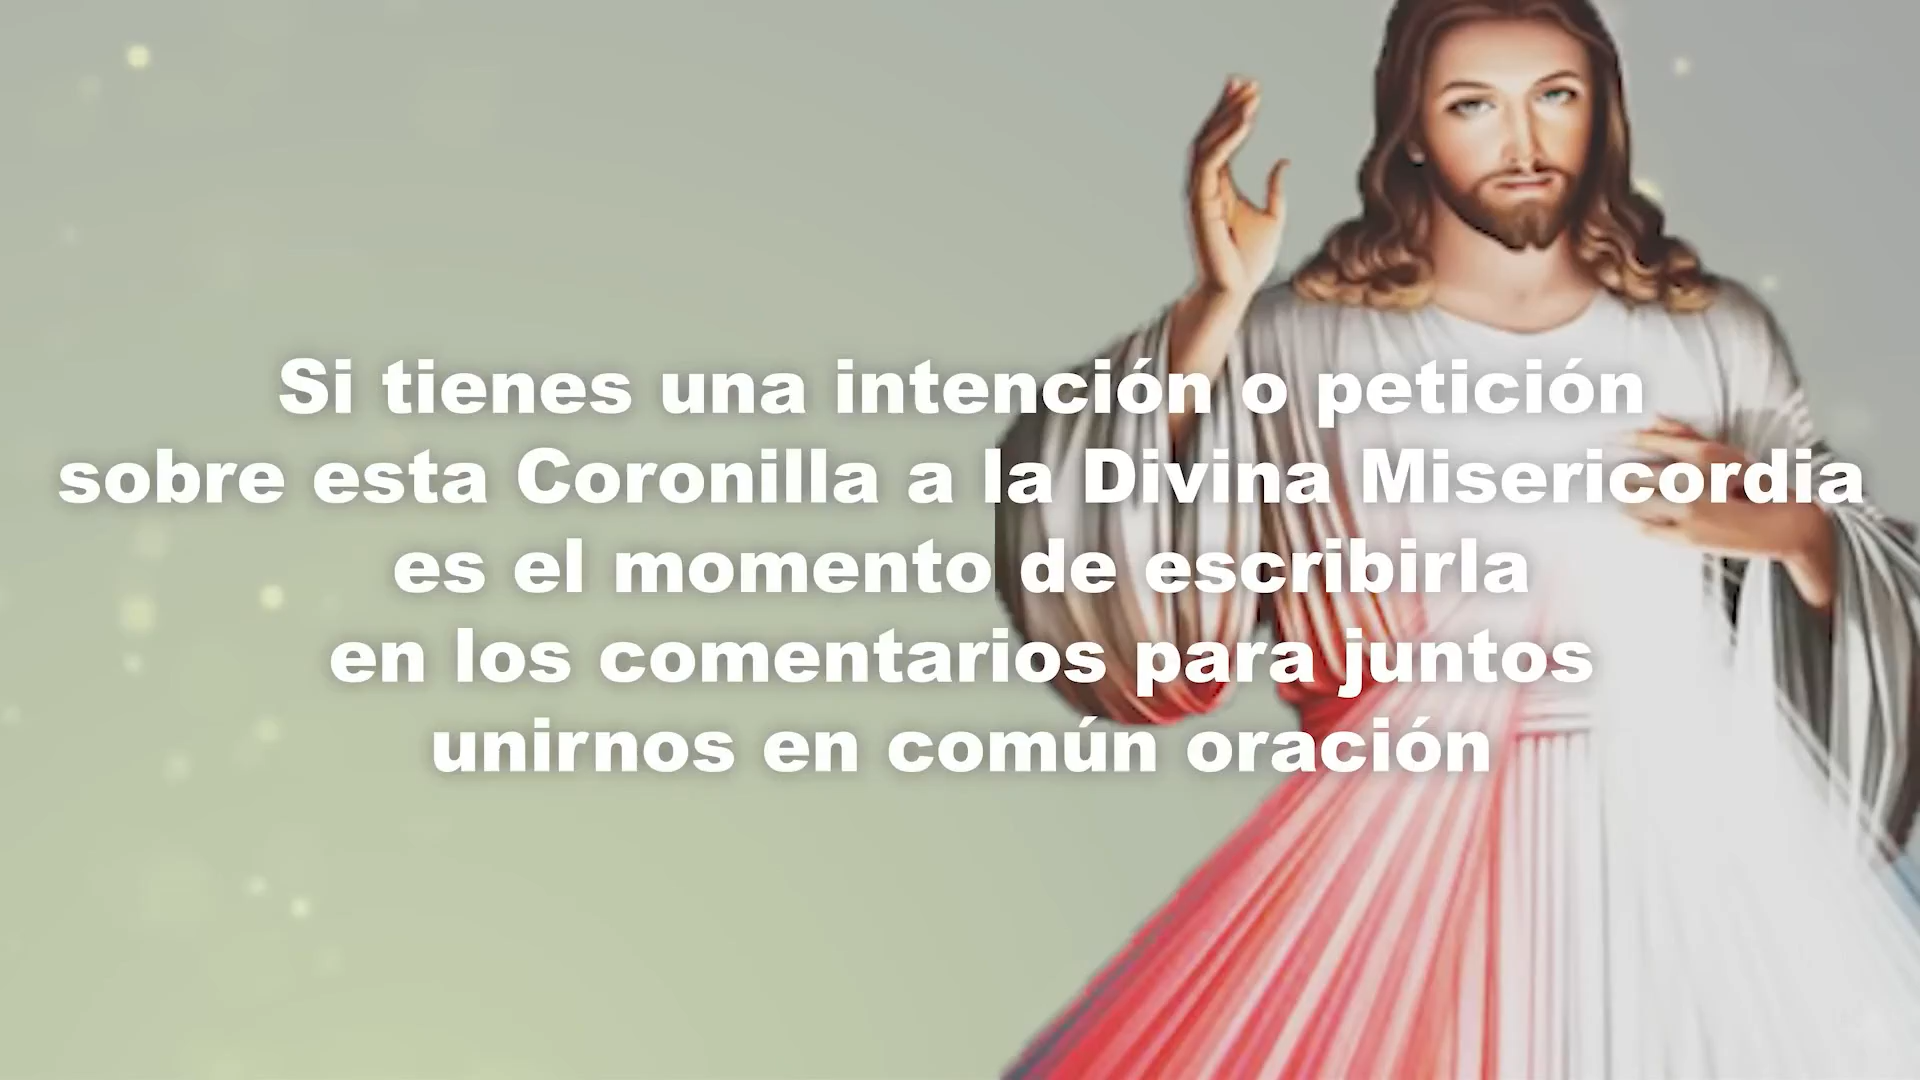 Si tienes una intención o petición
sobre esta Coronilla a la Divina Misericordia
es el momento de escribirla
en los comentarios para juntos
unirnos en común oración